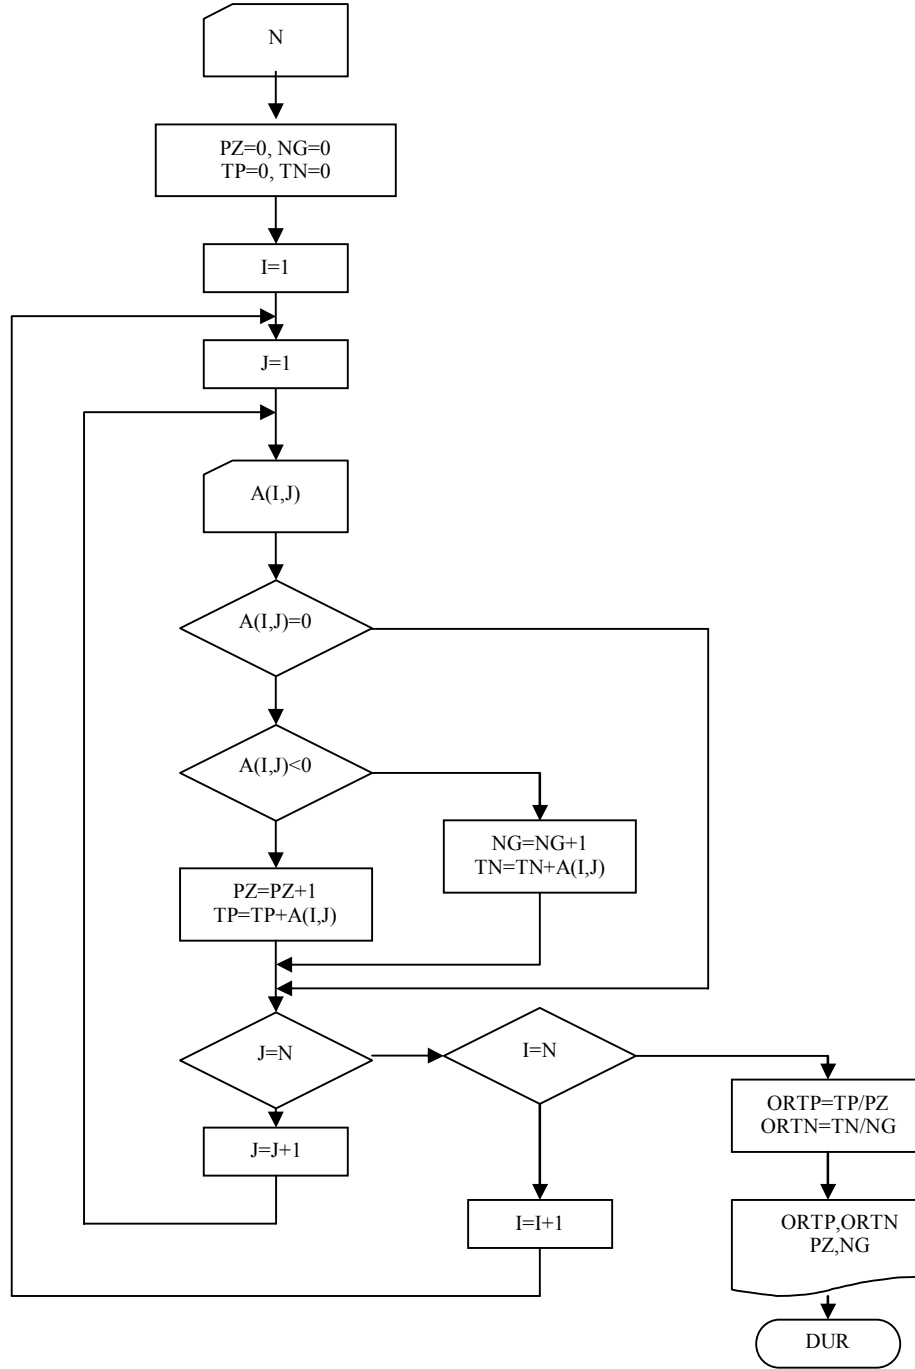 N
PZ=0, NG=0
TP=0, TN=0
I=1
J=1
A(I,J)
A(I,J)=0
A(I,J)<0
NG=NG+1
TN=TN+A(I,J)
PZ=PZ+1
TP=TP+A(I,J)
J=N
I=N
ORTP=TP/PZ
ORTN=TN/NG
J=J+1
I=I+1
ORTP,ORTN
PZ,NG
DUR